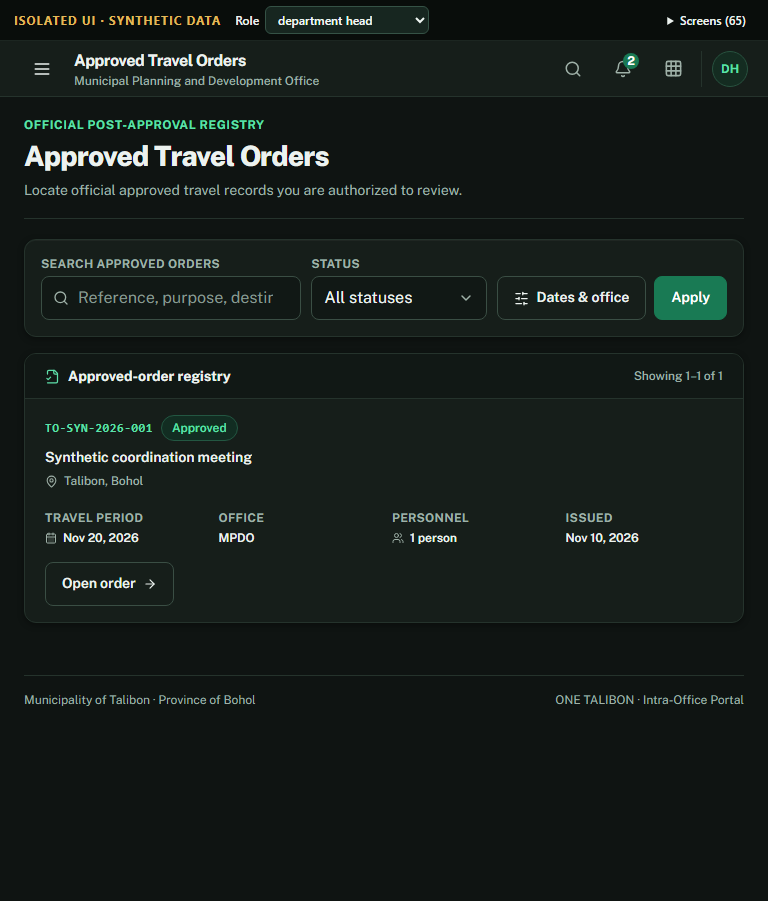 ISOLATED UI · SYNTHETIC DATA Role department head ▶ Screens (65)
Approved Travel Orders
Municipal Planning and Development Office
2
DH
OFFICIAL POST-APPROVAL REGISTRY
Approved Travel Orders
Locate official approved travel records you are authorized to review.
SEARCH APPROVED ORDERS STATUS
Reference, purpose, destir All statuses Dates & office Apply
Approved-order registry Showing 1–1 of 1
TO-SYN-2026-001 Approved
Synthetic coordination meeting
Talibon, Bohol
TRAVEL PERIOD OFFICE PERSONNEL ISSUED
Nov 20, 2026 MPDO 1 person Nov 10, 2026
Open order →
Municipality of Talibon · Province of Bohol ONE TALIBON · Intra-Office Portal